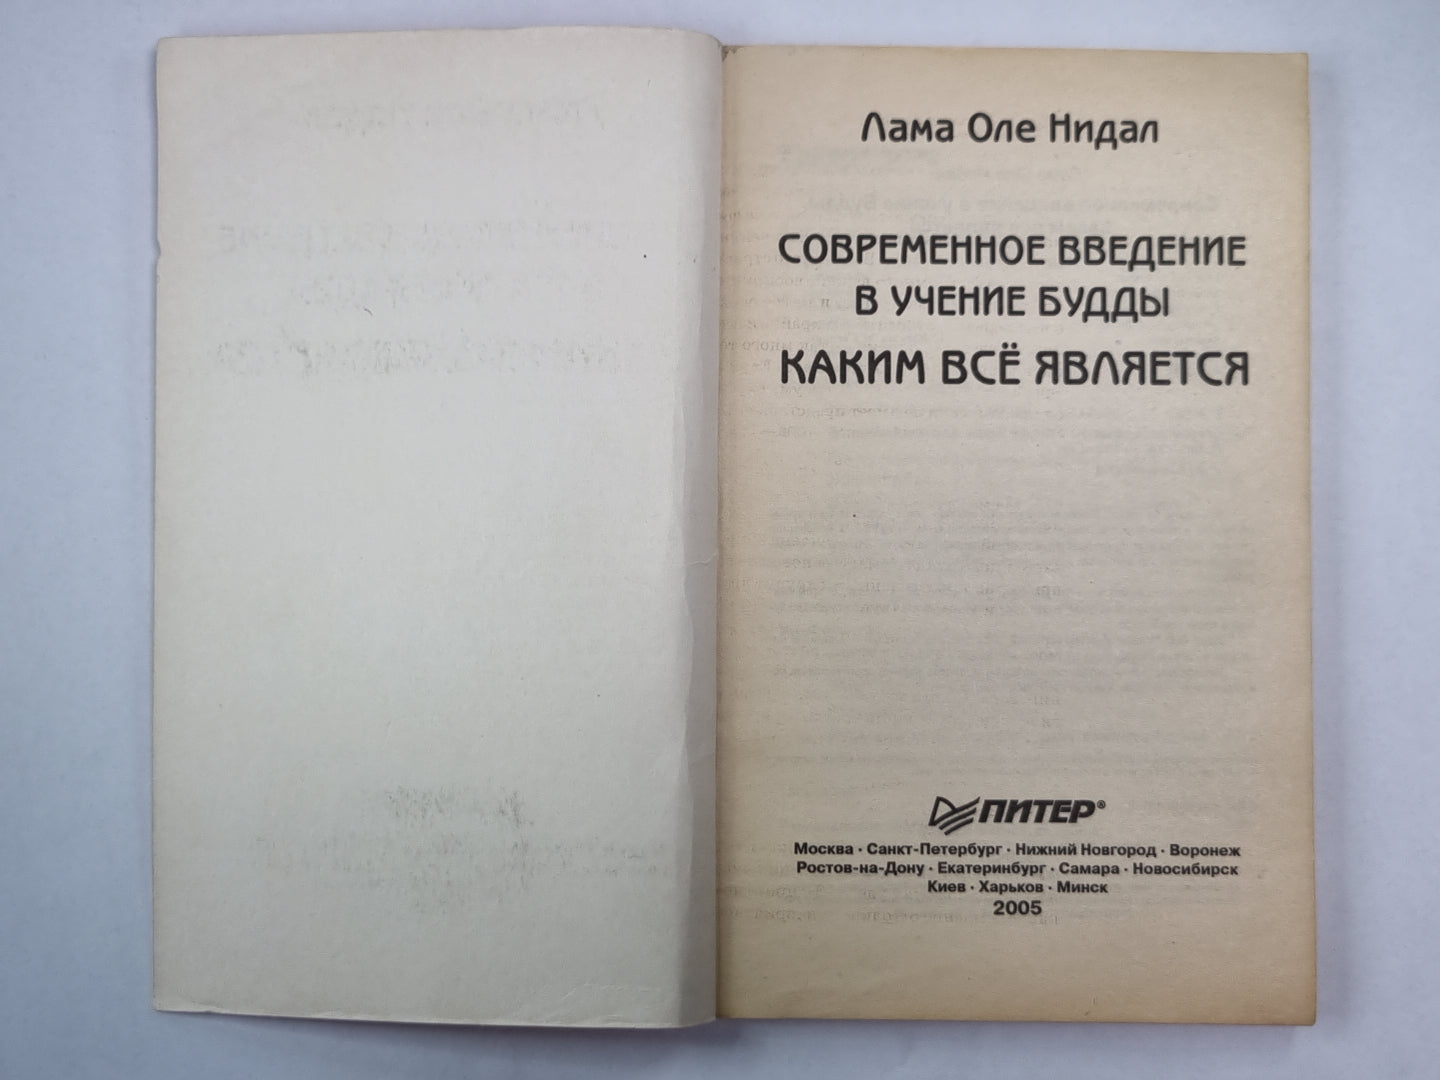 Лама Оле Нидал
СОВРЕМЕННОЕ ВВЕДЕНИЕ
В УЧЕНИЕ БУДДЫ
КАКИМ ВСЁ ЯВЛЯЕТСЯ
ПИТЕР®
Москва · Санкт-Петербург · Нижний Новгород · Воронеж
Ростов-на-Дону · Екатеринбург · Самара · Новосибирск
Киев · Харьков · Минск
2005